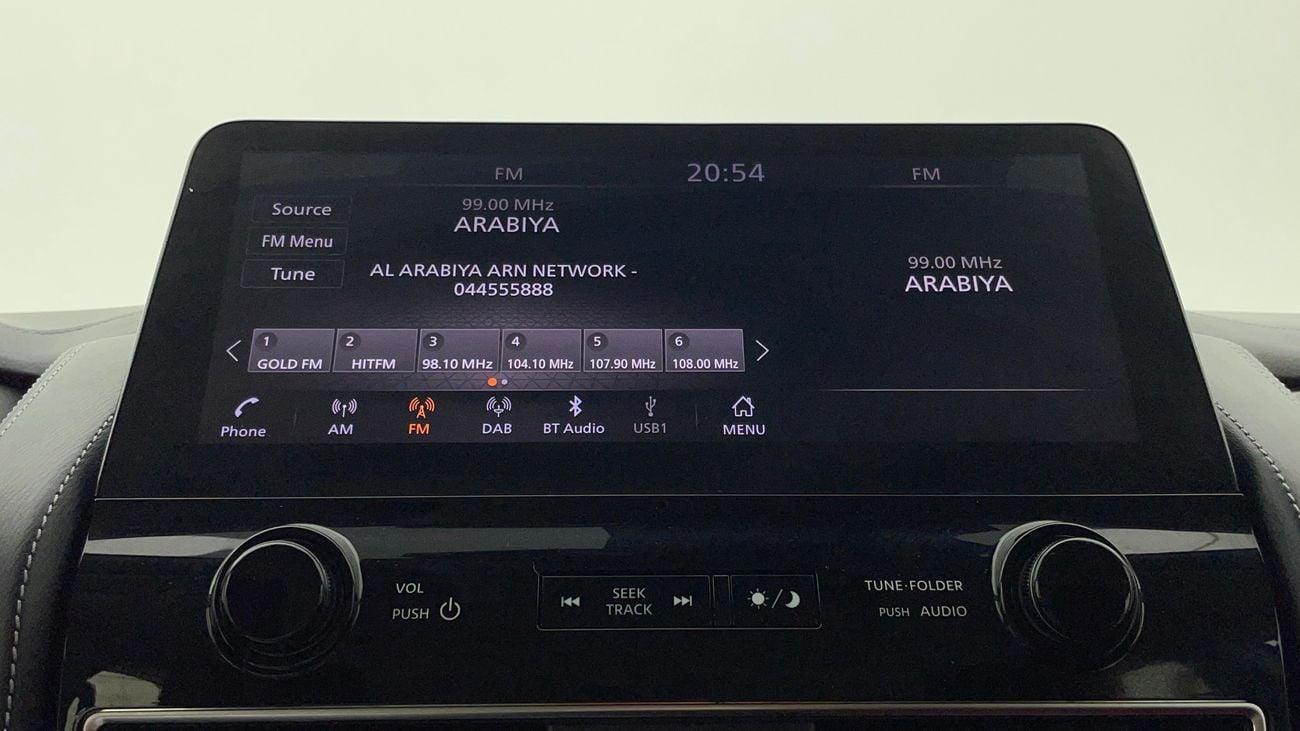 FM 20:54 FM
Source
FM Menu
Tune
99.00 MHz
ARABIYA
AL ARABIYA ARN NETWORK -
044555888
99.00 MHz
ARABIYA
1 2 3 4 5 6
GOLD FM HITFM 98.10 MHz 104.10 MHz 107.90 MHz 108.00 MHz
Phone AM FM DAB BT Audio USB1 MENU
VOL
PUSH
SEEK
TRACK
TUNE·FOLDER
PUSH AUDIO